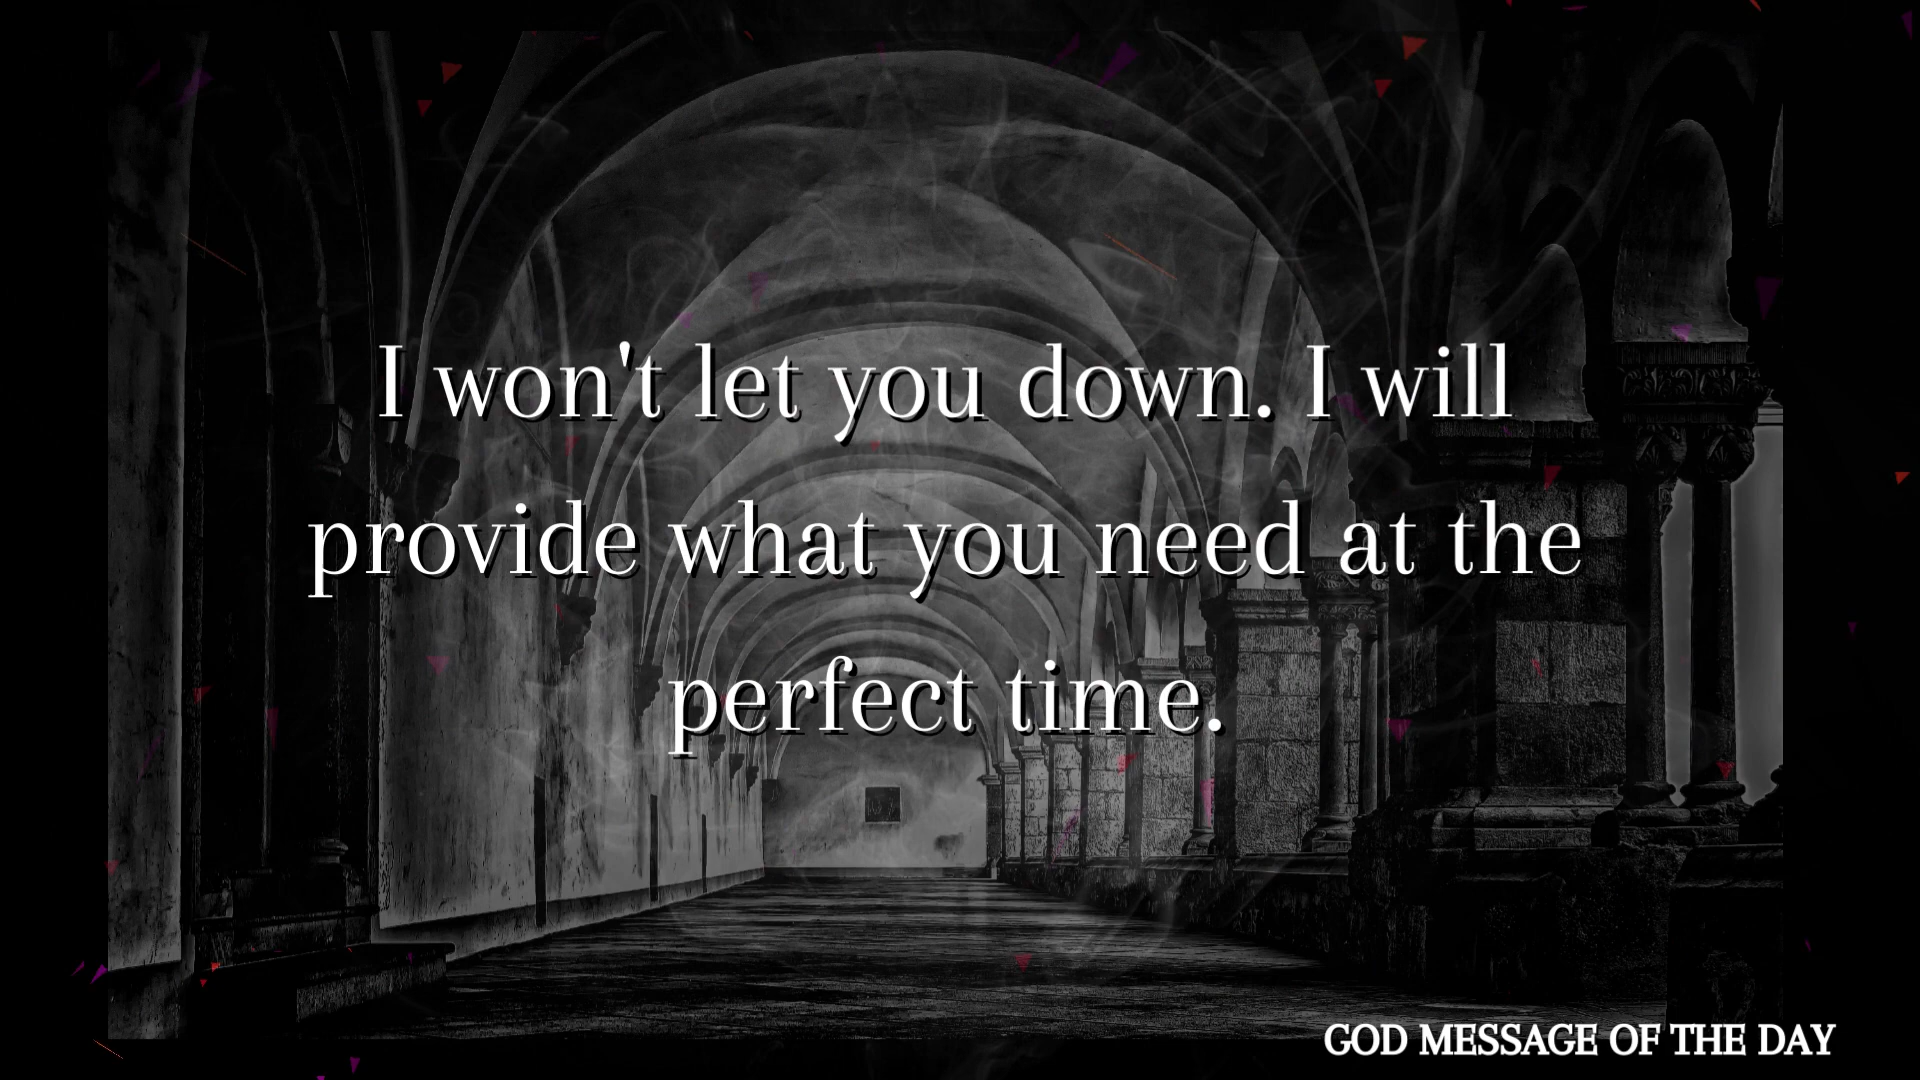 I won't let you down. I will
provide what you need at the
perfect time.
GOD MESSAGE OF THE DAY